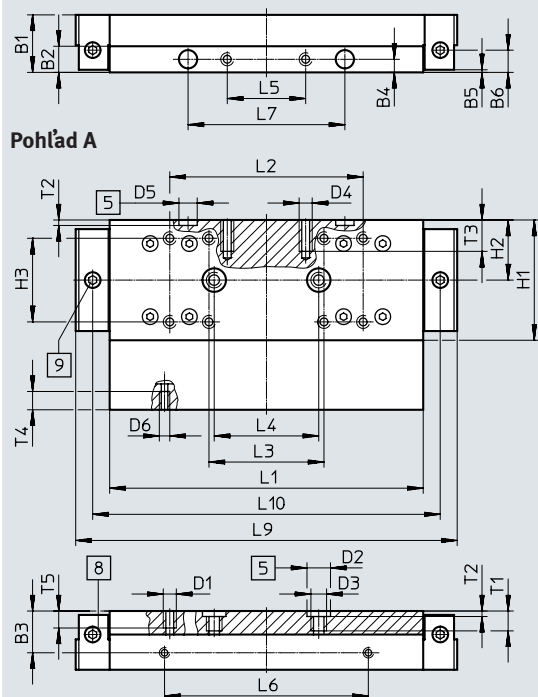 B1
B2
L5
L7
B4
B5
B6
Pohľad A
L2
T2
5
D5
D4
T3
H2
H1
H3
9
T4
D6
L4
L3
L1
L10
L9
T5
8
D1
5
D2
D3
T2
T1
B3
L6